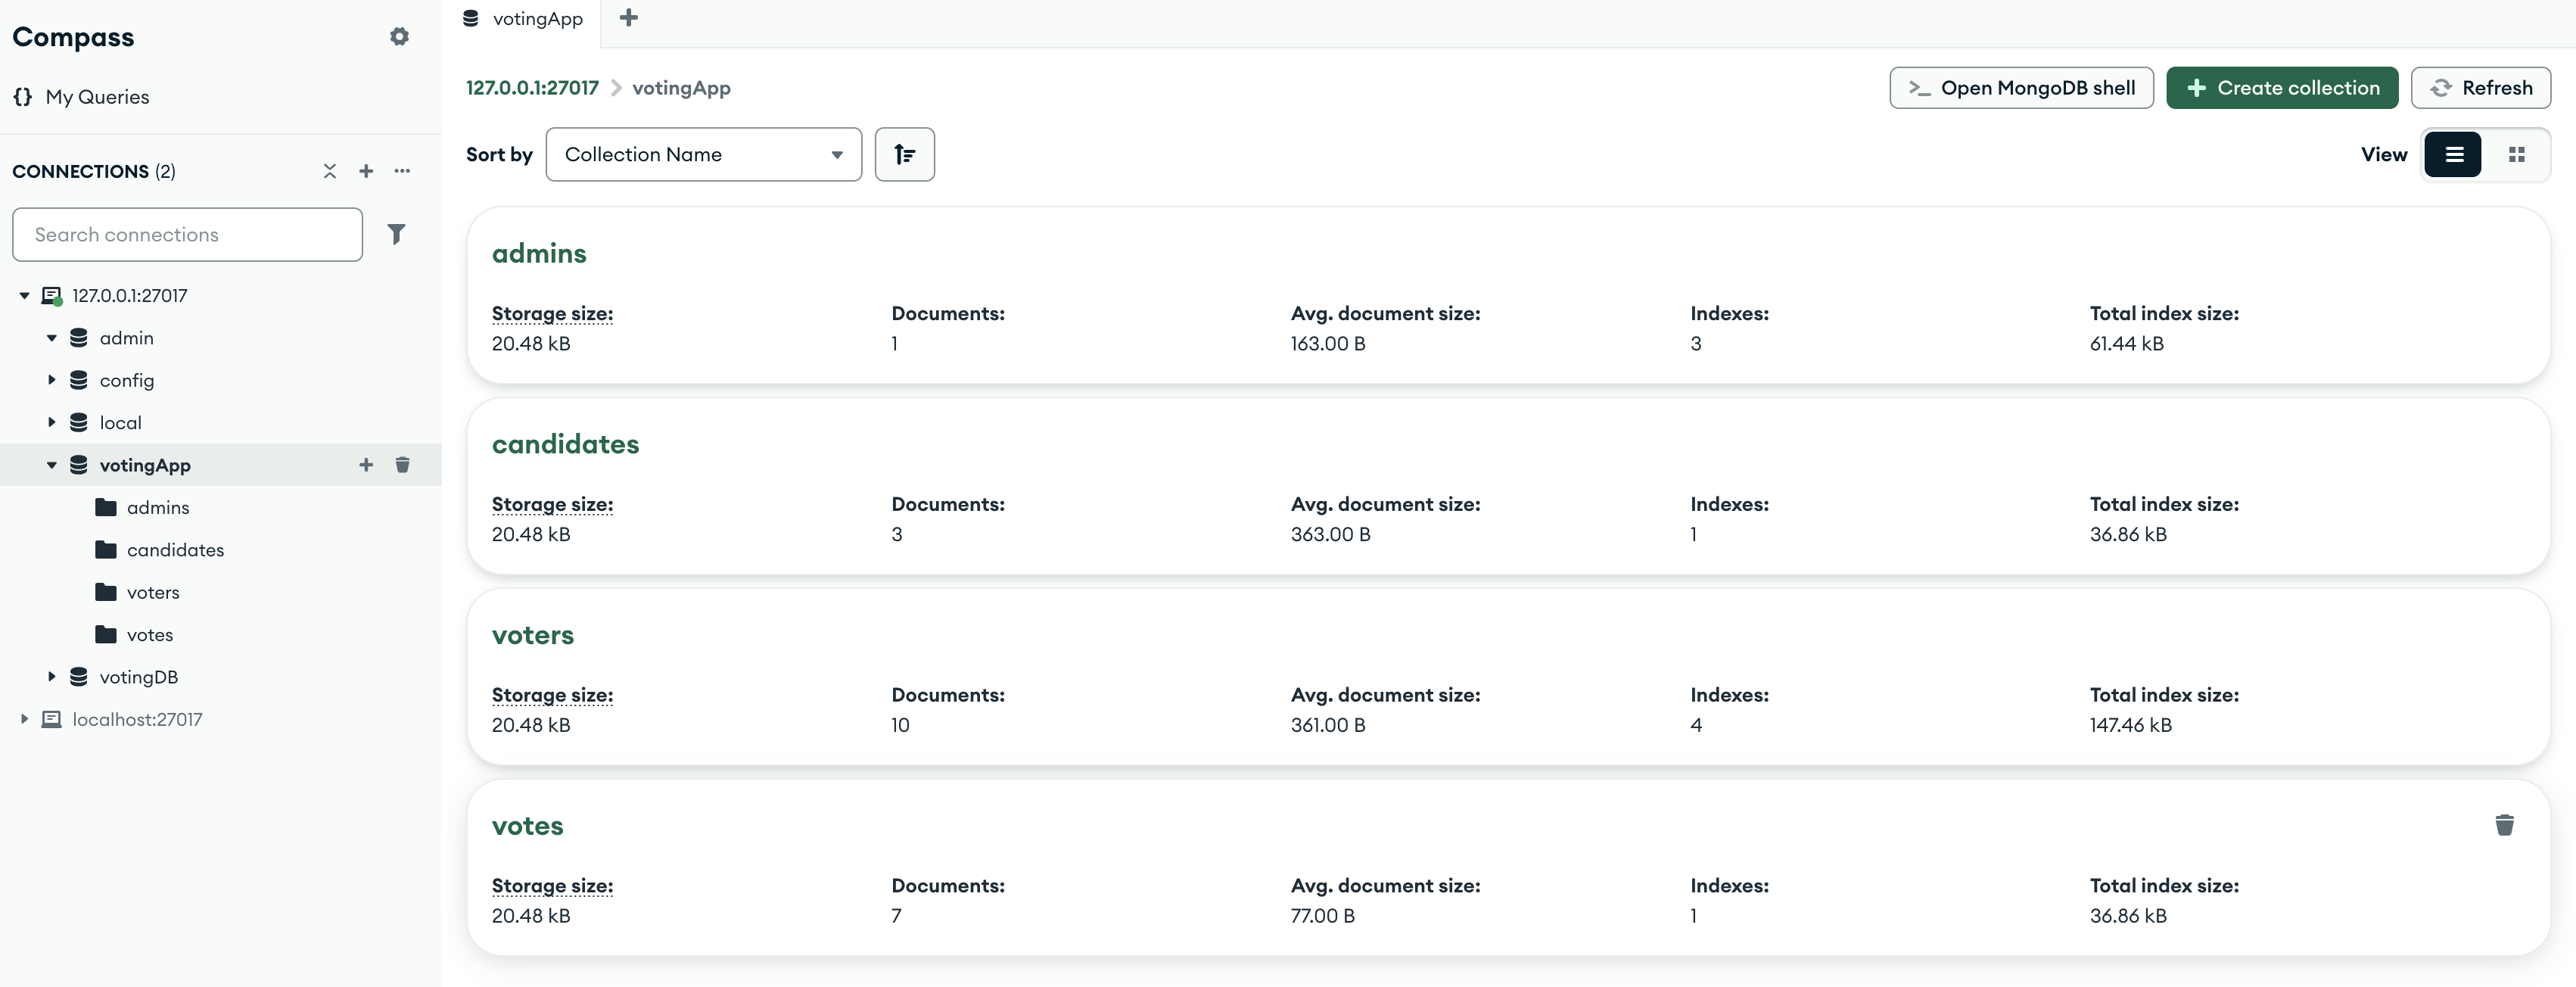 Compass
My Queries
CONNECTIONS (2)
Search connections
127.0.0.1:27017
admin
config
local
votingApp
admins
candidates
voters
votes
votingDB
localhost:27017
votingApp
127.0.0.1:27017 > votingApp
Open MongoDB shell
Create collection
Refresh
Sort by Collection Name
View
admins
Storage size: Documents: Avg. document size: Indexes: Total index size:
20.48 kB 1 163.00 B 3 61.44 kB
candidates
Storage size: Documents: Avg. document size: Indexes: Total index size:
20.48 kB 3 363.00 B 1 36.86 kB
voters
Storage size: Documents: Avg. document size: Indexes: Total index size:
20.48 kB 10 361.00 B 4 147.46 kB
votes
Storage size: Documents: Avg. document size: Indexes: Total index size:
20.48 kB 7 77.00 B 1 36.86 kB